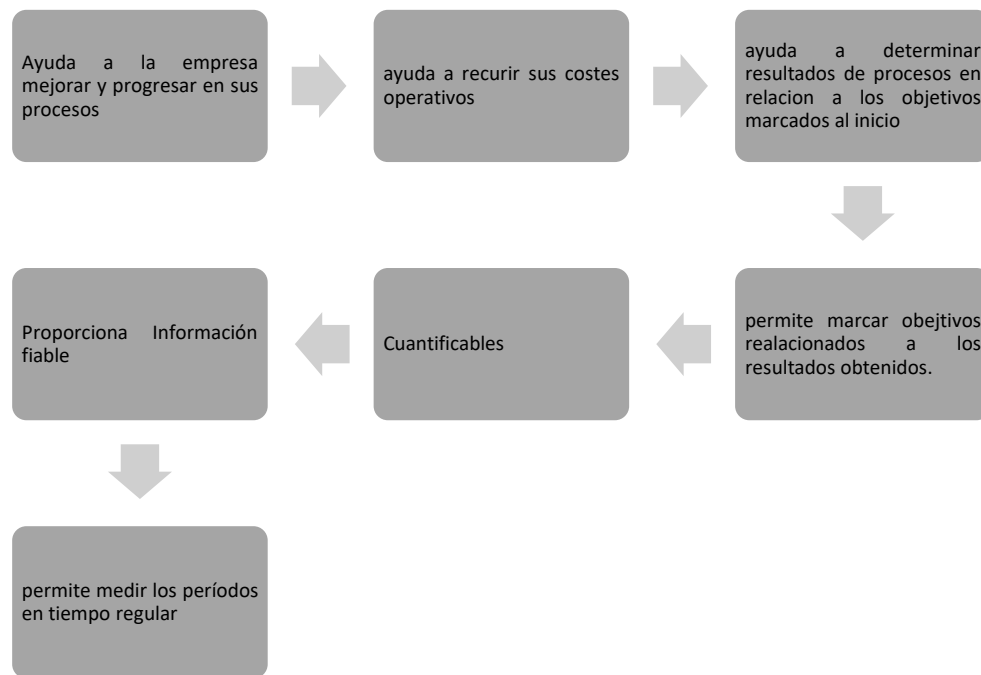 Ayuda a la empresa
mejorar y progresar en sus
procesos
ayuda a recurir sus costes
operativos
ayuda a determinar
resultados de procesos en
relacion a los objetivos
marcados al inicio
permite marcar obejtivos
realacionados a los
resultados obtenidos.
Cuantificables
Proporciona Información
fiable
permite medir los períodos
en tiempo regular